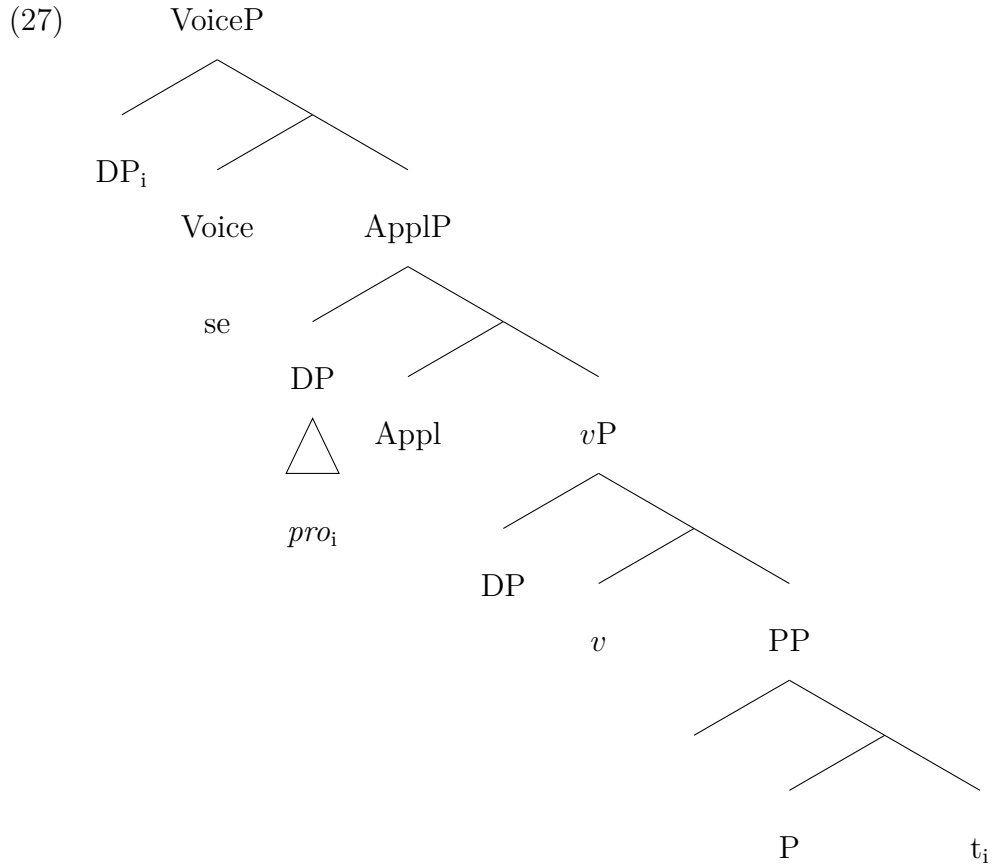 (27) VoiceP
DPᵢ
Voice ApplP
se
DP
Appl vP
proᵢ
DP
v PP
P tᵢ